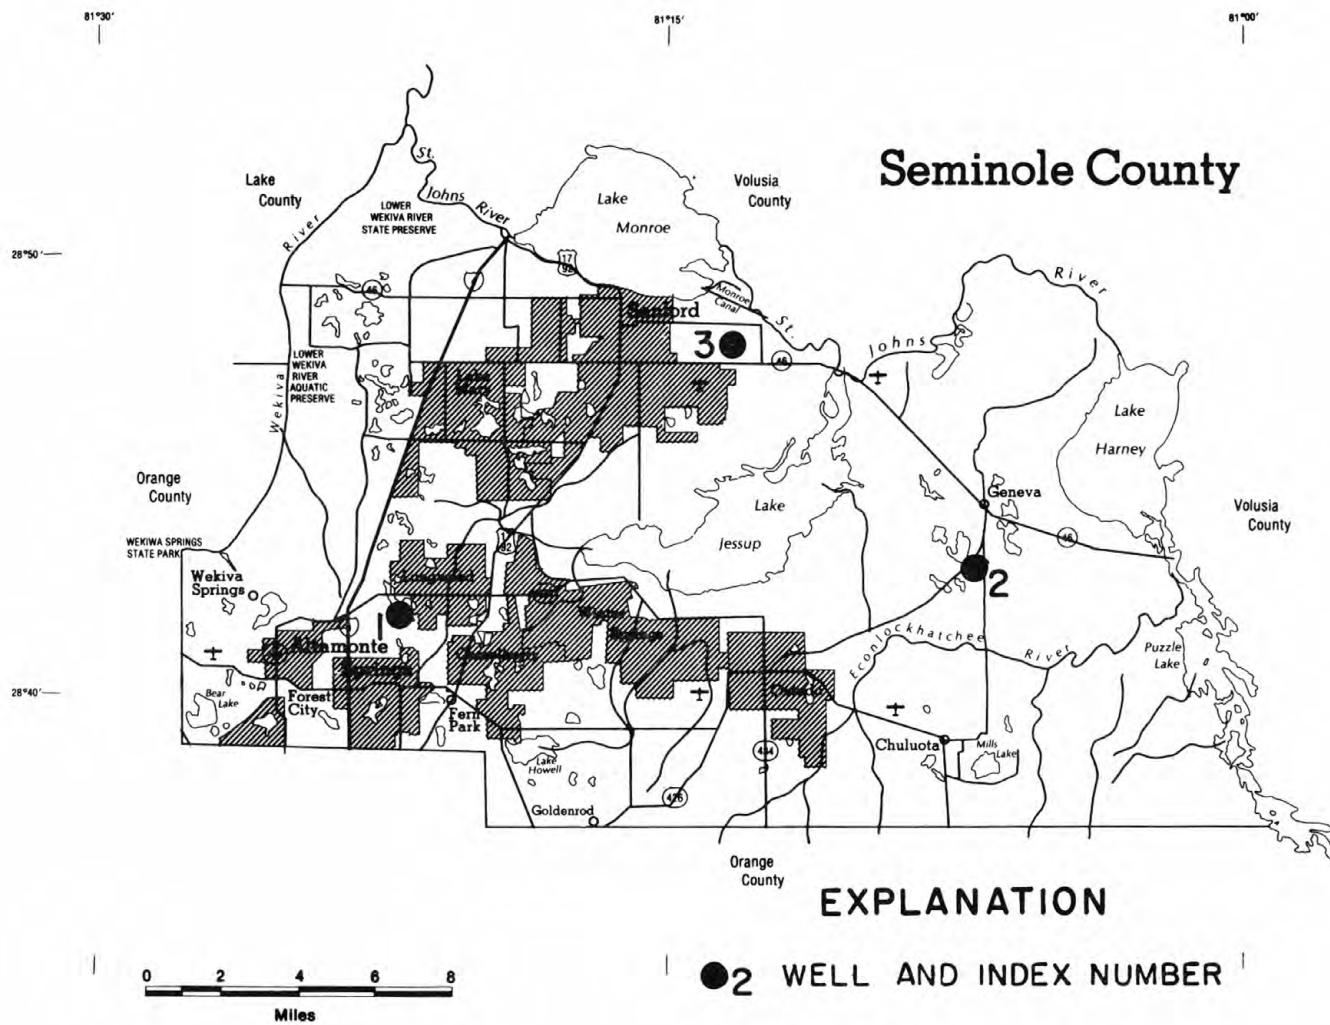 81°30'
81°15'
81°00'
Seminole County
Lake
County
Volusia
County
St.
Johns River
LOWER
WEKIVA RIVER
STATE PRESERVE
Lake
Monroe
River
28°50'
17
92
46
Monroe
Canal
St.
Johns
River
Sanford
3
46
LOWER
WEKIVA
RIVER
AQUATIC
PRESERVE
Wekiva
Lake
Mary
Lake
Harney
Orange
County
Lake
Jessup
Geneva
46
Volusia
County
WEKIWA SPRINGS
STATE PARK
Wekiva
Springs
Longwood
2
1
Winter
Springs
Altamonte
Springs
Casselberry
Econlockhatchee
River
Puzzle
Lake
28°40'
Bear
Lake
Forest
City
Fern
Park
Oviedo
Chuluota
Mills
Lake
Lake
Howell
434
426
Goldenrod
Orange
County
EXPLANATION
2 WELL AND INDEX NUMBER
0 2 4 6 8
Miles